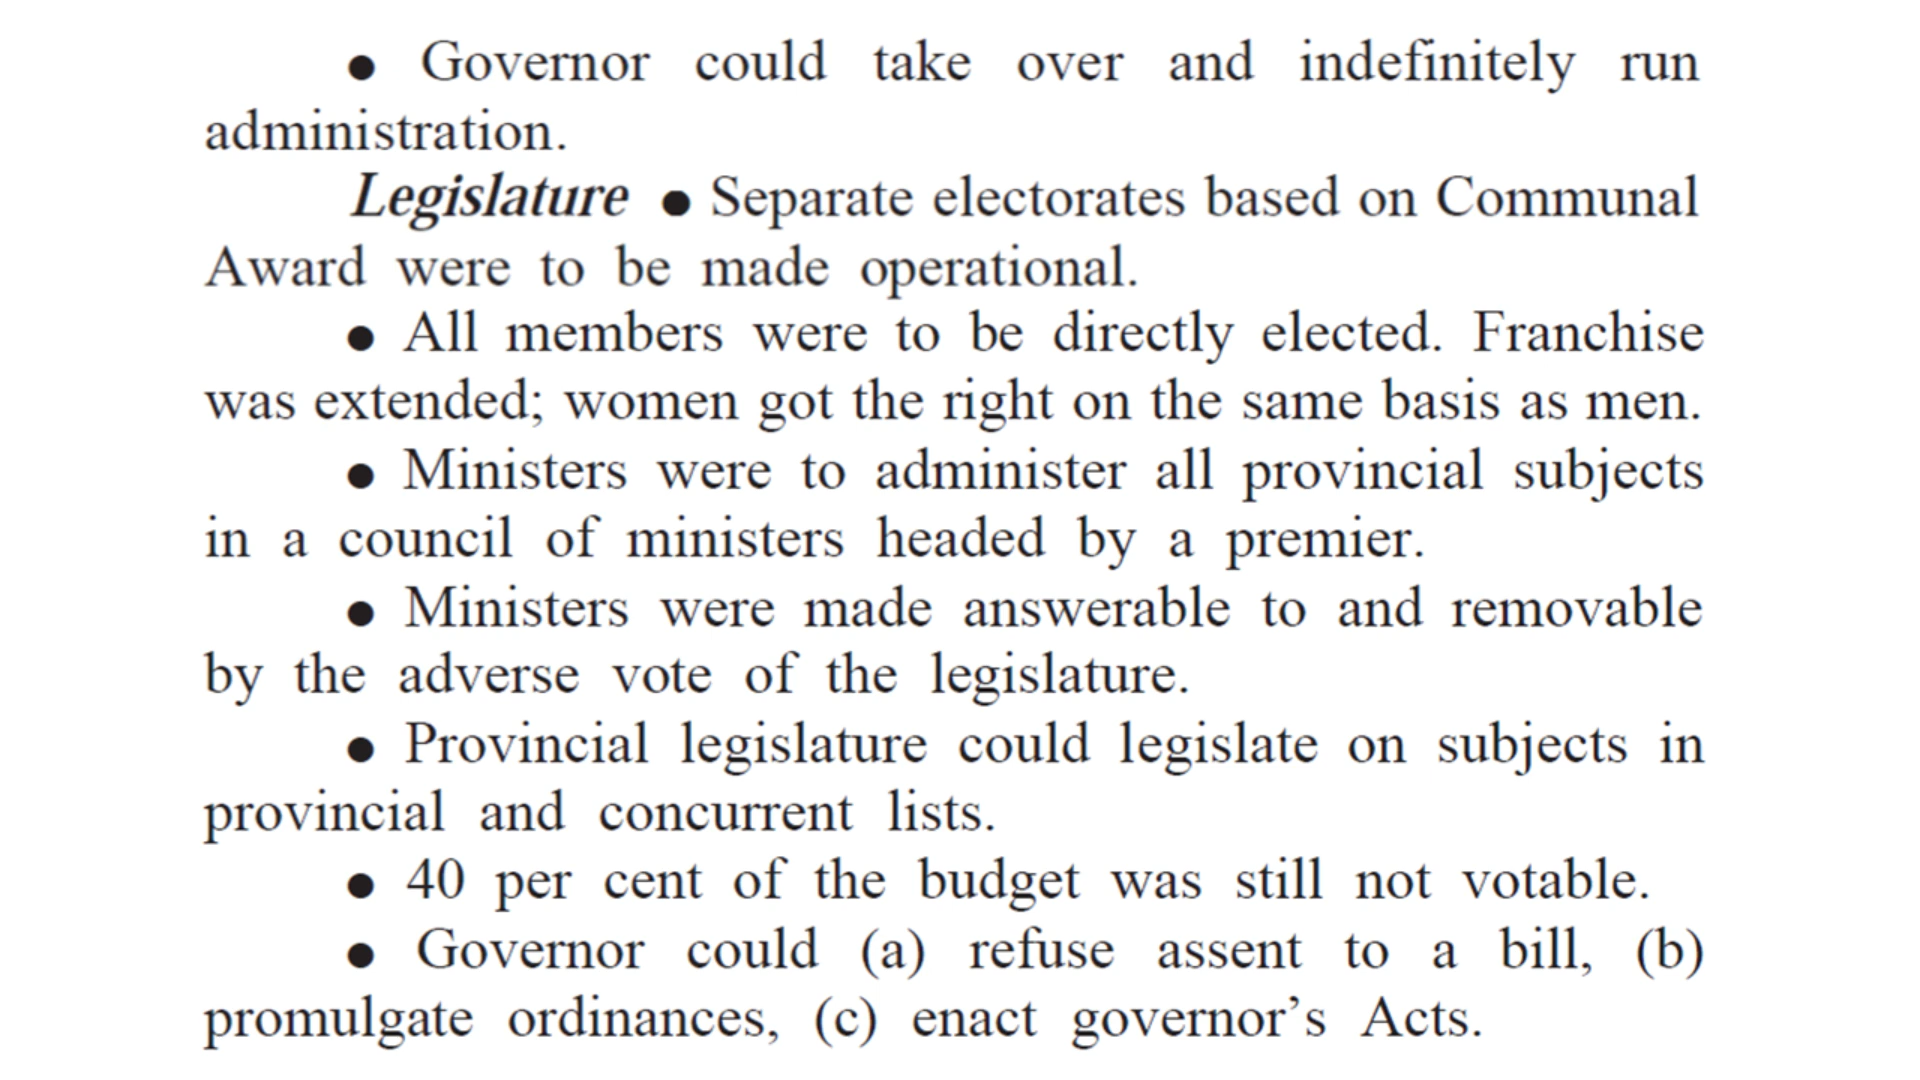 ● Governor could take over and indefinitely run
administration.
Legislature ● Separate electorates based on Communal
Award were to be made operational.
● All members were to be directly elected. Franchise
was extended; women got the right on the same basis as men.
● Ministers were to administer all provincial subjects
in a council of ministers headed by a premier.
● Ministers were made answerable to and removable
by the adverse vote of the legislature.
● Provincial legislature could legislate on subjects in
provincial and concurrent lists.
● 40 per cent of the budget was still not votable.
● Governor could (a) refuse assent to a bill, (b)
promulgate ordinances, (c) enact governor’s Acts.